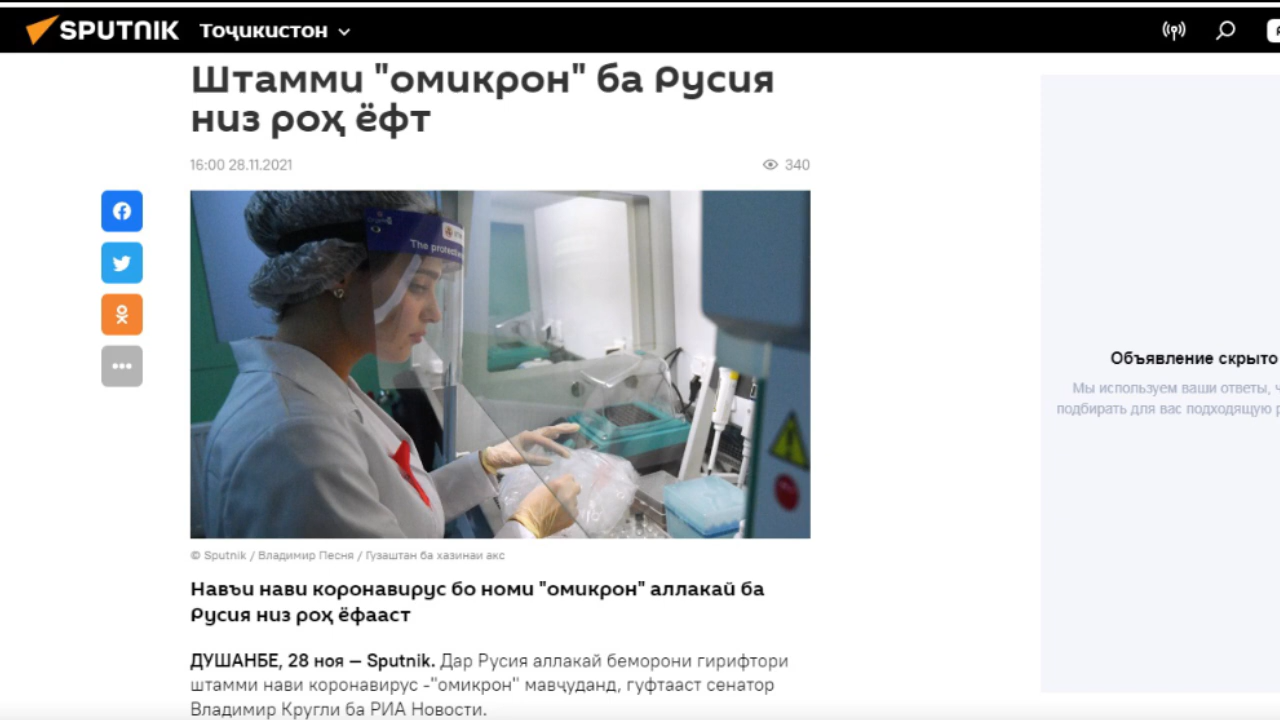 SPUTNIK Тоҷикистон
Штамми "омикрон" ба Русия
низ роҳ ёфт
16:00 28.11.2021 340
The protecti
© Sputnik / Владимир Песня / Гузаштан ба хазинаи акс
Навъи нави коронавирус бо номи "омикрон" аллакай ба
Русия низ роҳ ёфааст
ДУШАНБЕ, 28 ноя — Sputnik. Дар Русия аллакай беморони гирифтори
штамми нави коронавирус -"омикрон" мавҷуданд, гуфтааст сенатор
Владимир Кругли ба РИА Новости.
Объявление скрыто
Мы используем ваши ответы, ч
подбирать для вас подходящую р